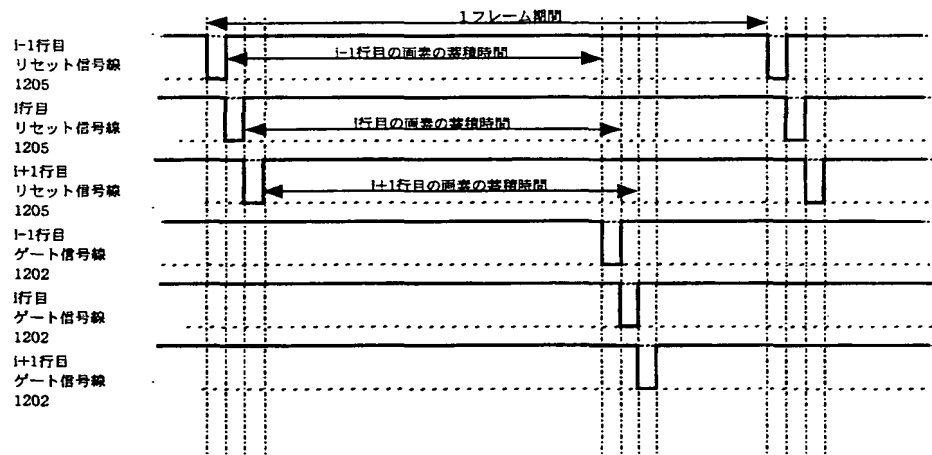 1フレーム期間
i-1行目
リセット信号線
1205
i-1行目の画素の蓄積時間
i行目
リセット信号線
1205
i行目の画素の蓄積時間
i+1行目
リセット信号線
1205
i+1行目の画素の蓄積時間
i-1行目
ゲート信号線
1202
i行目
ゲート信号線
1202
i+1行目
ゲート信号線
1202